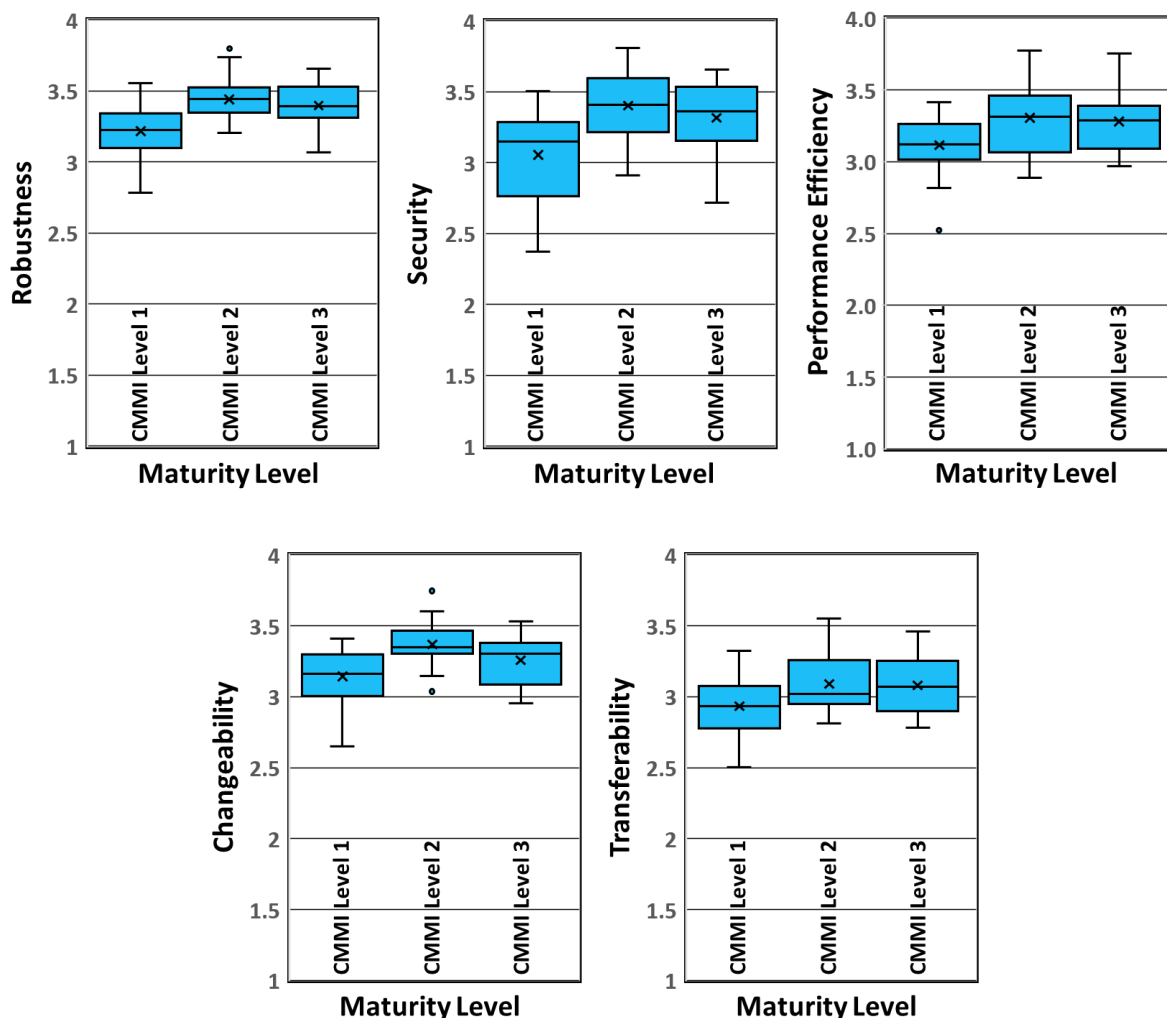 Robustness
4
3.5
3
2.5
2
1.5
1
CMMI Level 1
CMMI Level 2
CMMI Level 3
Maturity Level
Security
4
3.5
3
2.5
2
1.5
1
CMMI Level 1
CMMI Level 2
CMMI Level 3
Maturity Level
Performance Efficiency
4.0
3.5
3.0
2.5
2.0
1.5
1.0
CMMI Level 1
CMMI Level 2
CMMI Level 3
Maturity Level
Changeability
4
3.5
3
2.5
2
1.5
1
CMMI Level 1
CMMI Level 2
CMMI Level 3
Maturity Level
Transferability
4
3.5
3
2.5
2
1.5
1
CMMI Level 1
CMMI Level 2
CMMI Level 3
Maturity Level